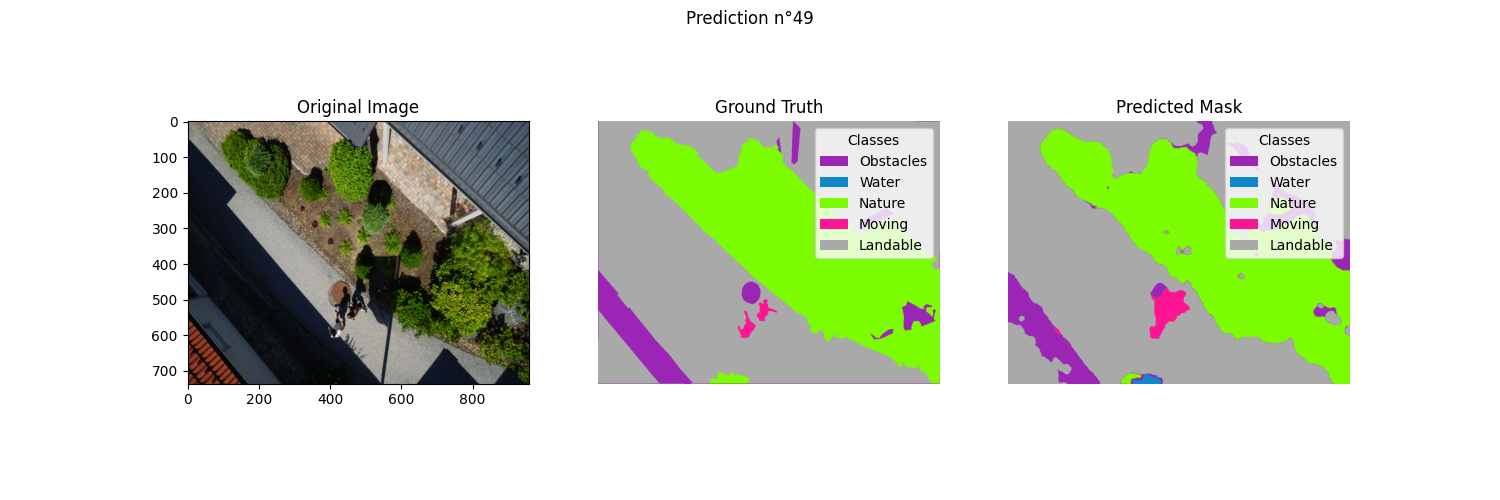 Prediction n°49
Original Image
0
100
200
300
400
500
600
700
0
200
400
600
800
Ground Truth
Classes
Obstacles
Water
Nature
Moving
Landable
Predicted Mask
Classes
Obstacles
Water
Nature
Moving
Landable